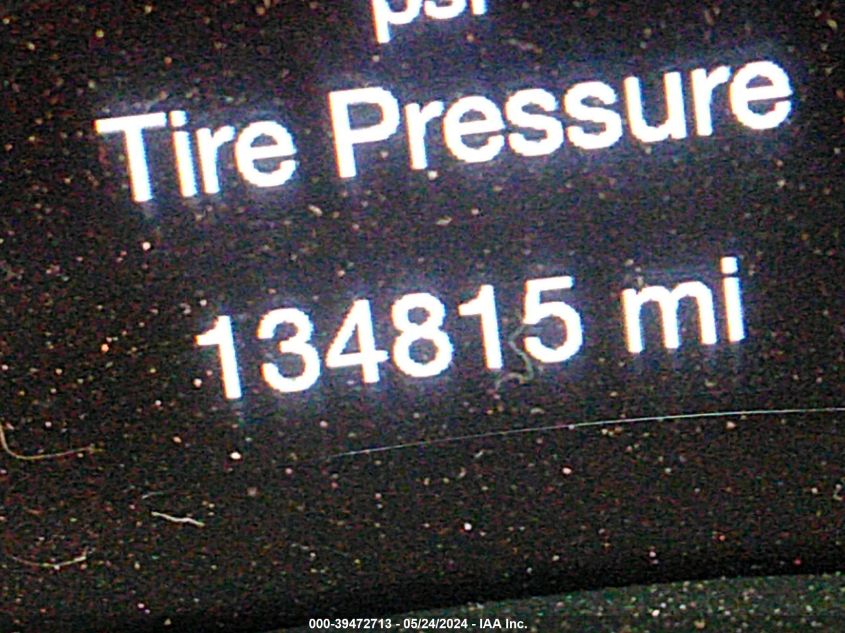 psi
Tire Pressure
134815 mi
000-39472713 - 05/24/2024 - IAA Inc.